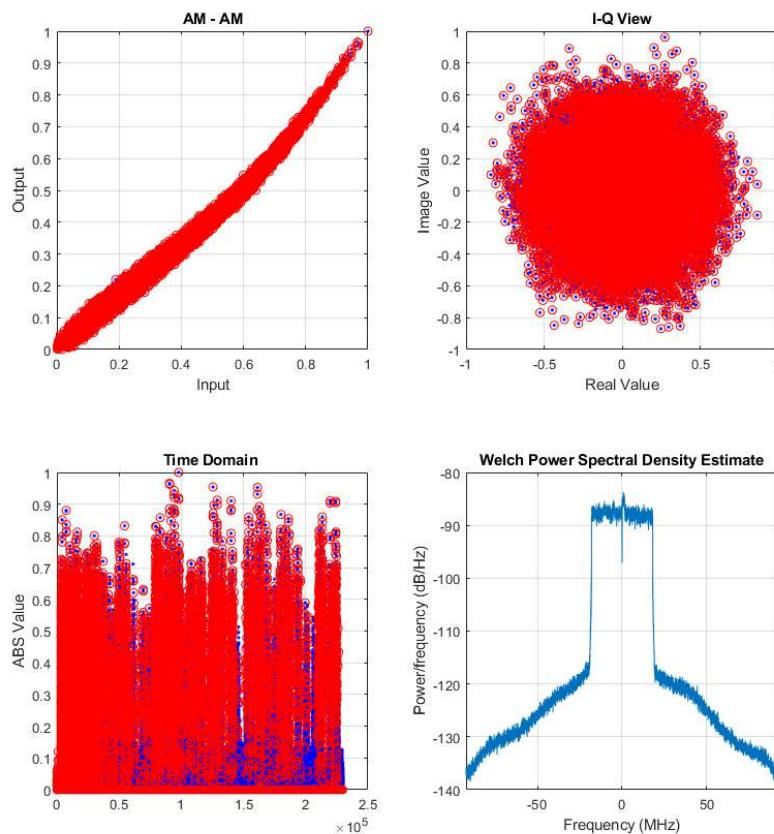 AM - AM
1
0.9
0.8
0.7
0.6
0.5
0.4
0.3
0.2
0.1
0
Output
0 0.2 0.4 0.6 0.8 1
Input
I-Q View
1
0.8
0.6
0.4
0.2
0
-0.2
-0.4
-0.6
-0.8
-1
Image Value
-1 -0.5 0 0.5
Real Value
Time Domain
1
0.9
0.8
0.7
0.6
0.5
0.4
0.3
0.2
0.1
0
ABS Value
0 0.5 1 1.5 2 2.5
× 10^5
Input
Welch Power Spectral Density Estimate
-80
-90
-100
-110
-120
-130
-140
Power/frequency (dB/Hz)
-50 0 50
Frequency (MHz)